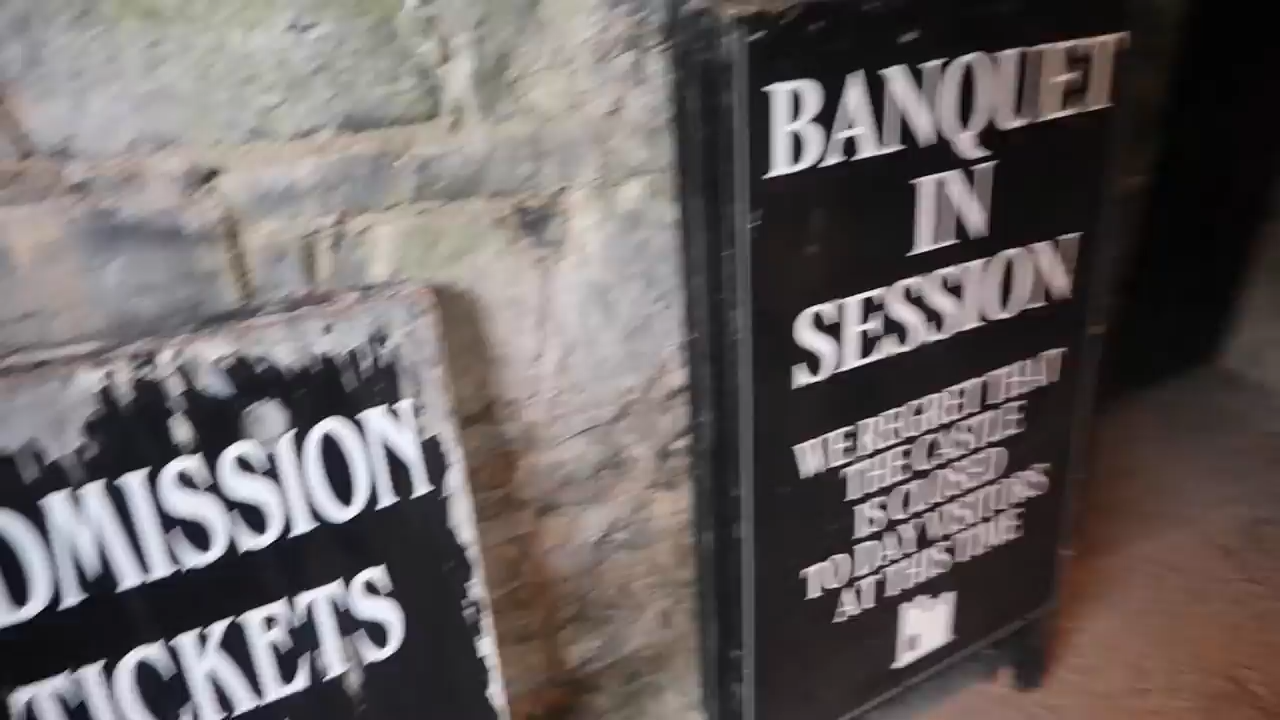 DMISSION
TICKETS
BANQUET
IN
SESSION
WE REGRET THAT
THE CASTLE
IS CLOSED
TO DAY VISITORS
AT THIS TIME